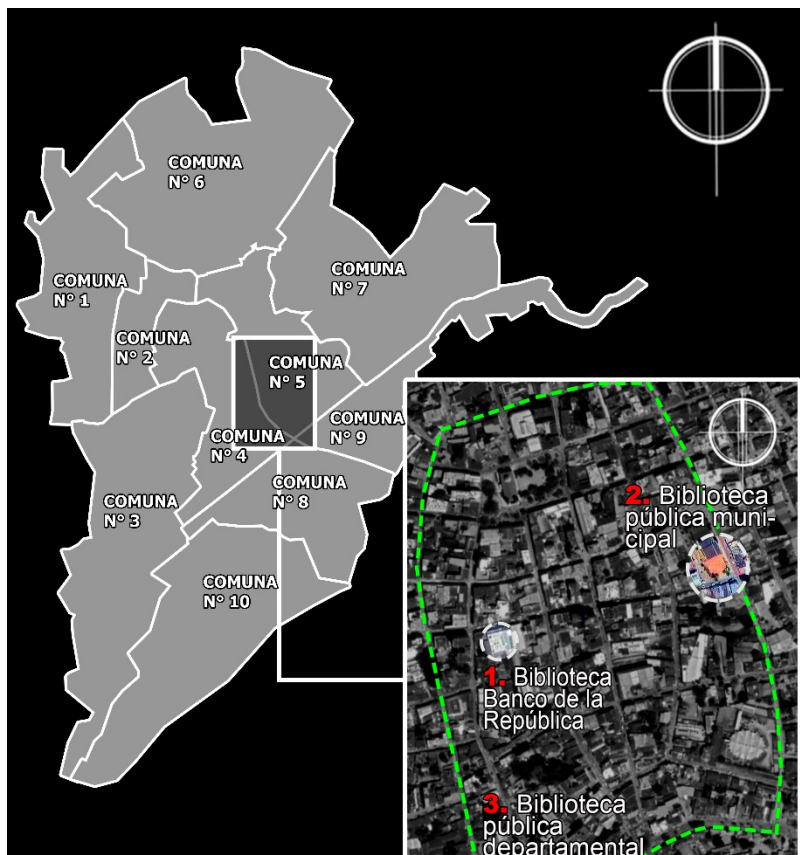 COMUNA
N° 6
COMUNA
N° 1
COMUNA
N° 7
COMUNA
N° 2
COMUNA
N° 5
COMUNA
N° 4
COMUNA
N° 9
COMUNA
N° 3
COMUNA
N° 8
COMUNA
N° 10
2. Biblioteca
pública muni-
cipal
1. Biblioteca
Banco de la
República
3. Biblioteca
pública
departamental